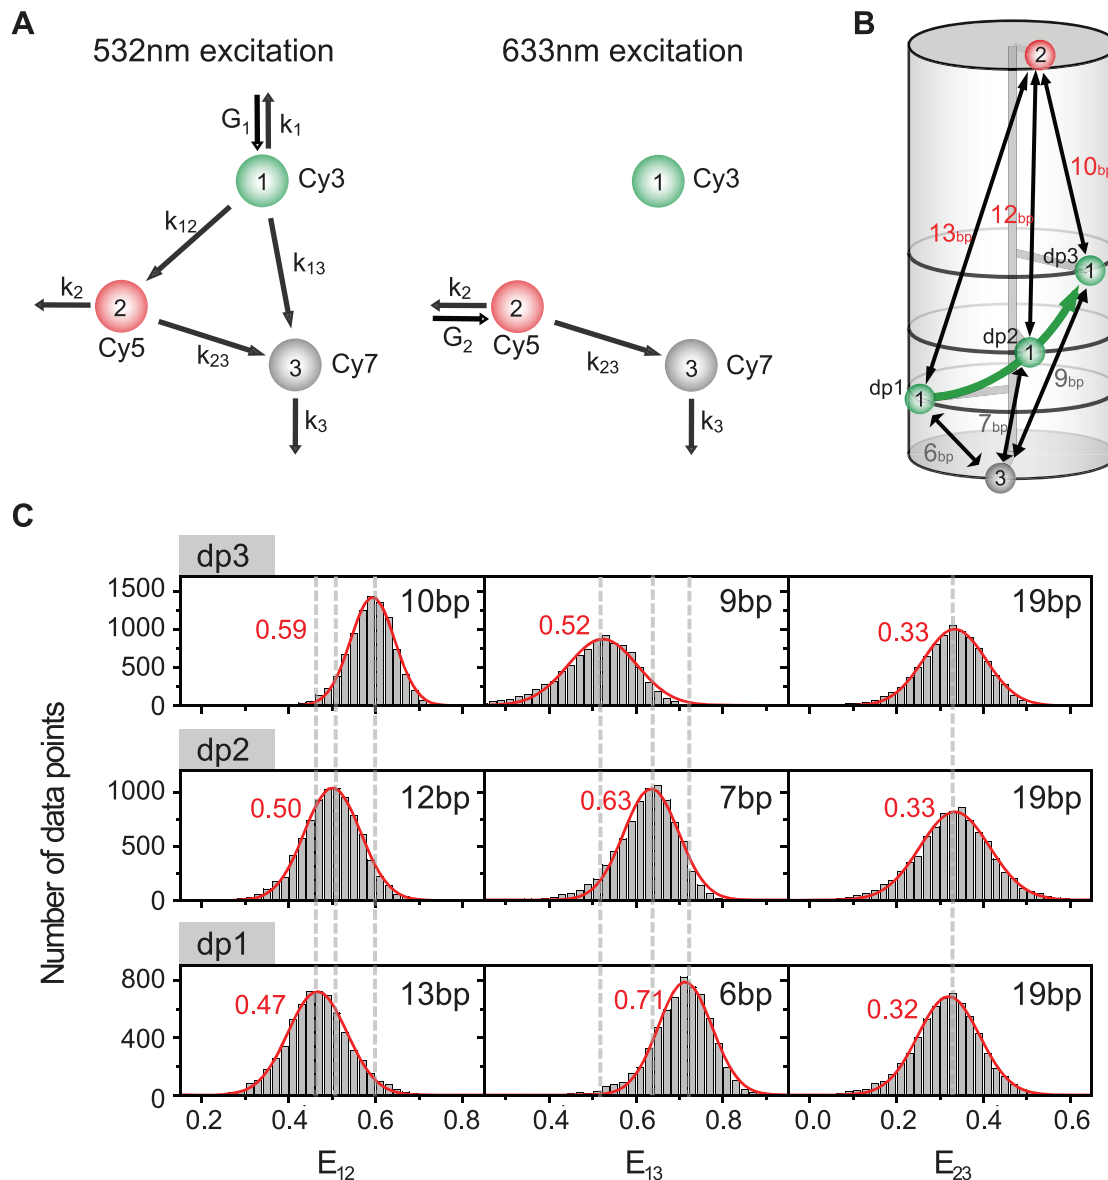 A
532nm excitation
633nm excitation
G1
k1
1
Cy3
k12
k13
k2
2
Cy5
k23
3
Cy7
k3
1
Cy3
k2
G2
2
Cy5
k23
3
Cy7
k3
B
2
10bp
12bp
13bp
dp3
1
dp2
1
dp1
1
9bp
7bp
6bp
3
C
Number of data points
dp3
1500
1000
500
0
0.59
10bp
0.52
9bp
0.33
19bp
dp2
1000
500
0
0.50
12bp
0.63
7bp
0.33
19bp
dp1
800
400
0
0.47
13bp
0.71
6bp
0.32
19bp
0.2 0.4 0.6 0.8 0.4 0.6 0.8 0.0 0.2 0.4 0.6
E12
E13
E23